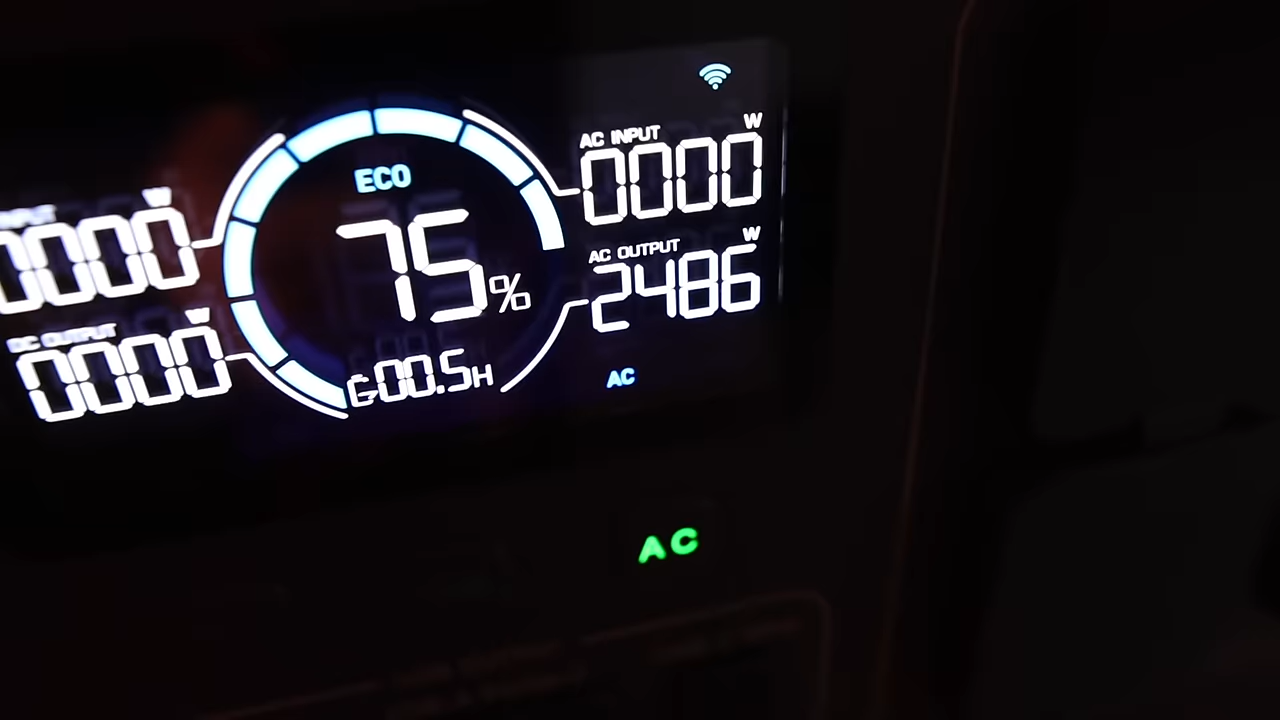 W
AC INPUT
0000
ECO
W
0000
75%
W
AC OUTPUT
2486
W
DC OUTPUT
0000
00.5H
AC
AC